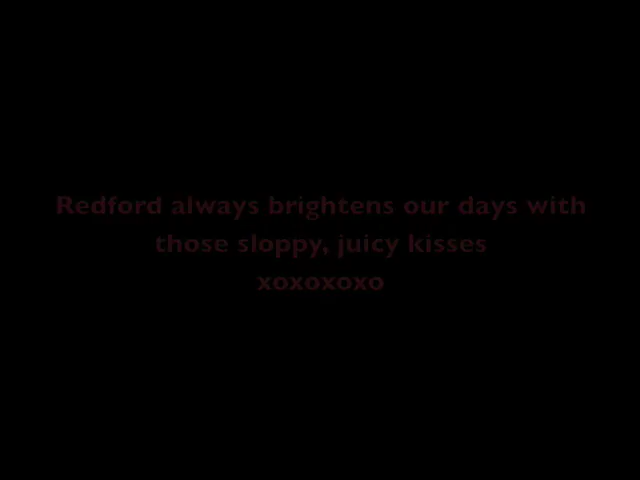 Redford always brightens our days with
those sloppy, juicy kisses
xoxoxoxo